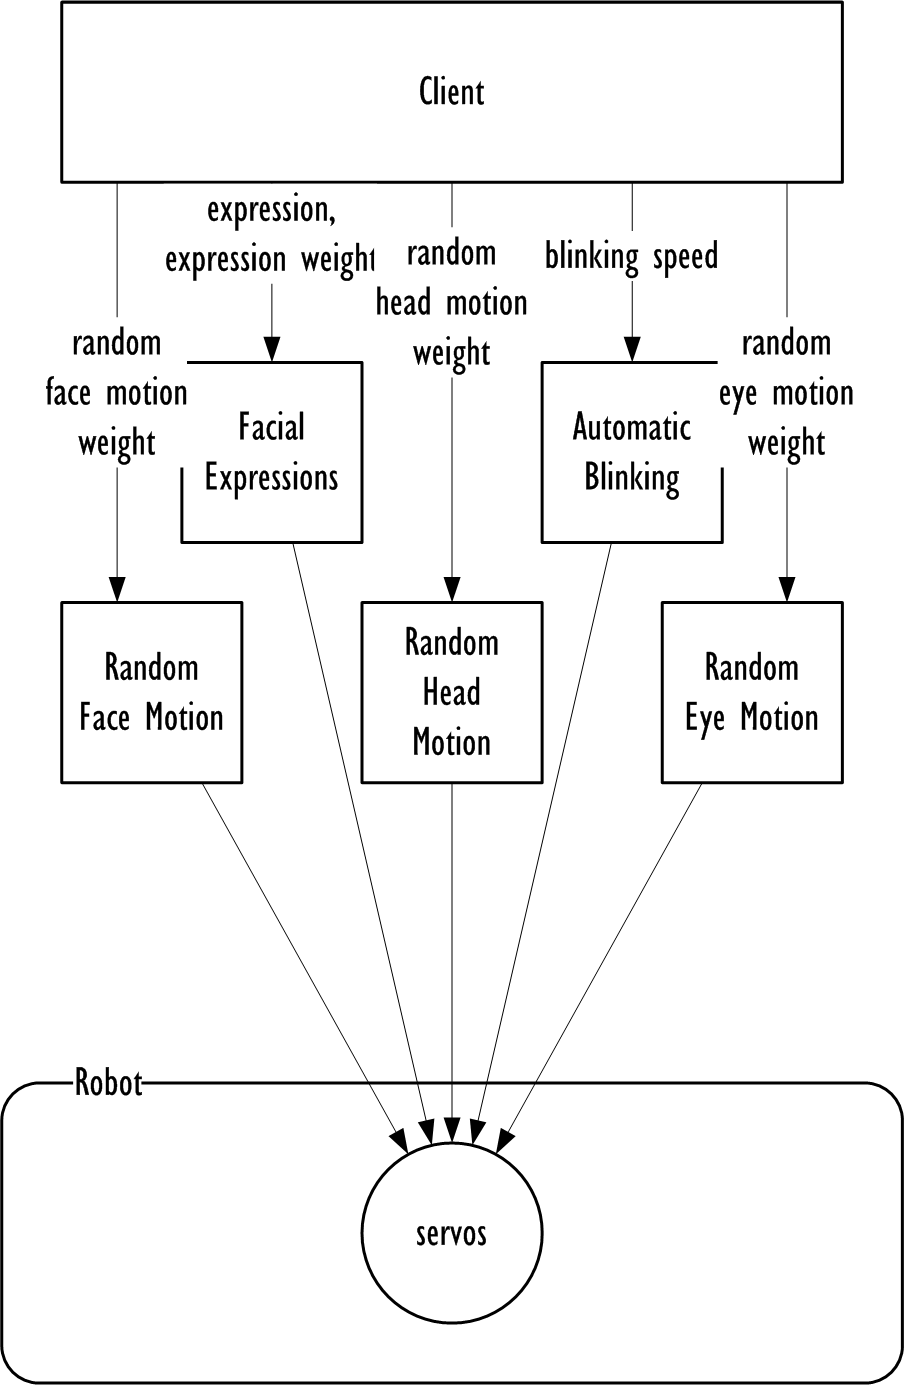 Client
expression,
expression weight
random
head motion
weight
blinking speed
random
face motion
weight
random
eye motion
weight
Facial
Expressions
Automatic
Blinking
Random
Face Motion
Random
Head
Motion
Random
Eye Motion
Robot
servos